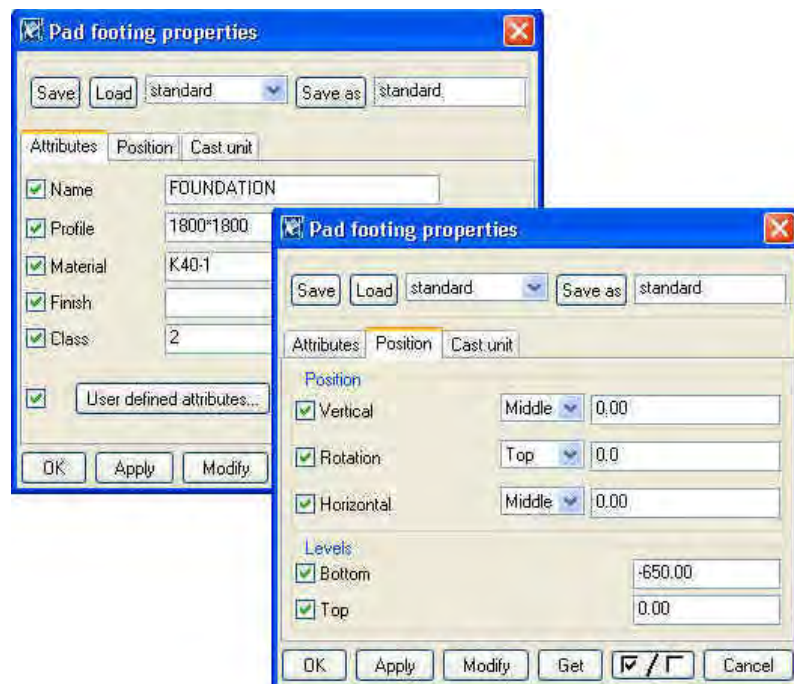 Pad footing properties
Save Load standard Save as standard
Attributes Position Cast unit
Name FOUNDATION
Profile 1800*1800
Material K40-1
Finish
Class 2
User defined attributes...
OK Apply Modify
Pad footing properties
Save Load standard Save as standard
Attributes Position Cast unit
Position
Vertical Middle 0.00
Rotation Top 0.0
Horizontal Middle 0.00
Levels
Bottom -650.00
Top 0.00
OK Apply Modify Get / Cancel